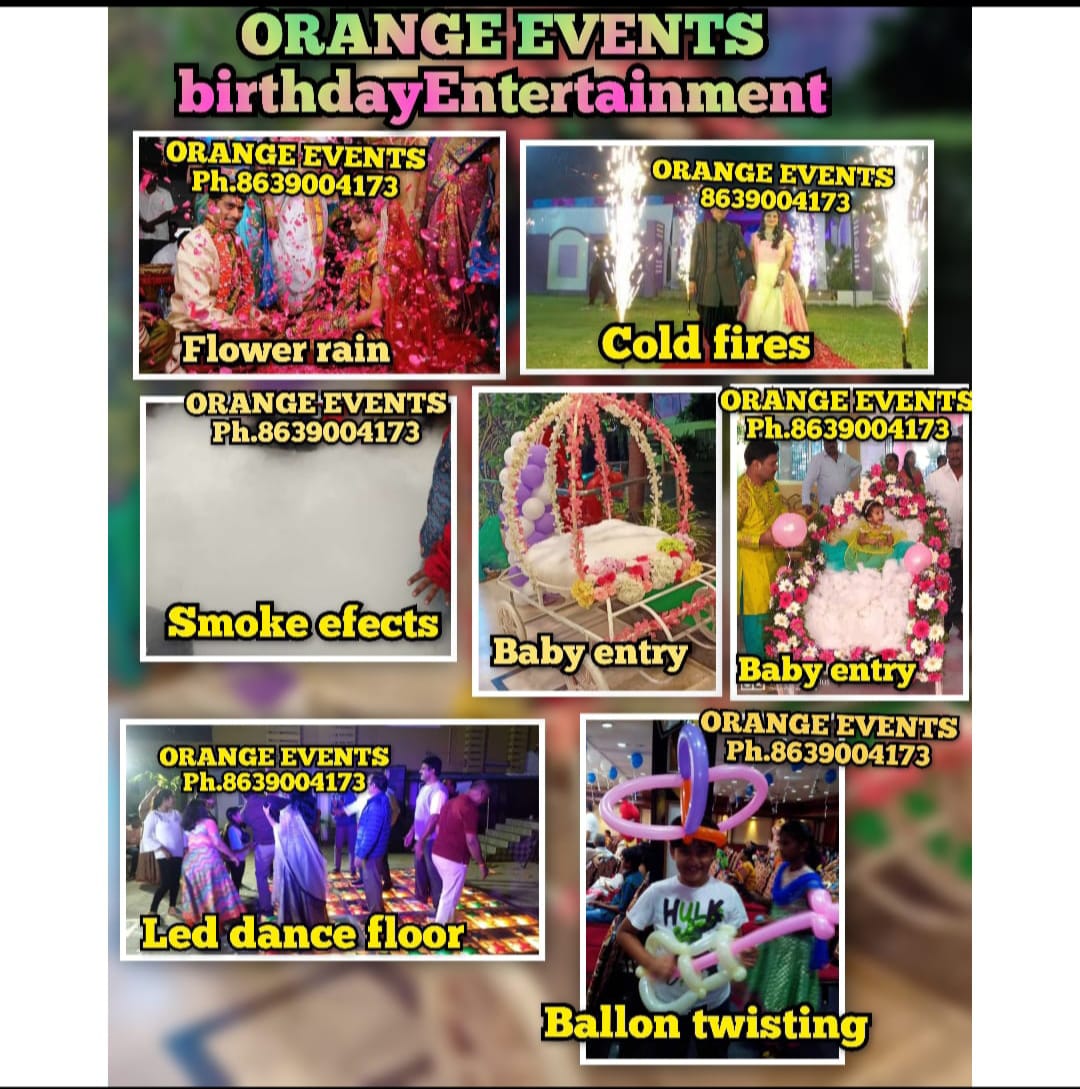 ORANGE EVENTS
birthdayEntertainment
ORANGE EVENTS
Ph.8639004173
Flower rain
ORANGE EVENTS
8639004173
Cold fires
ORANGE EVENTS
Ph.8639004173
Smoke efects
Baby entry
ORANGE EVENTS
Ph.8639004173
Baby entry
ORANGE EVENTS
Ph.8639004173
Led dance floor
ORANGE EVENTS
Ph.8639004173
HULK
Ballon twisting